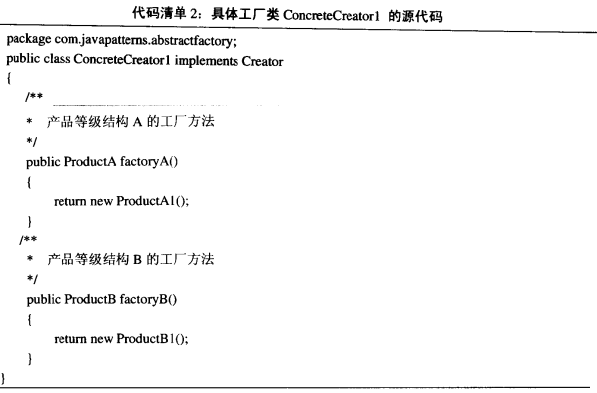 代码清单 2：具体工厂类 ConcreteCreator1 的源代码
package com.javapatterns.abstractfactory;
public class ConcreteCreator1 implements Creator
{
/**
* 产品等级结构 A 的工厂方法
*/
public ProductA factoryA()
{
return new ProductA1();
}
/**
* 产品等级结构 B 的工厂方法
*/
public ProductB factoryB()
{
return new ProductB1();
}
}